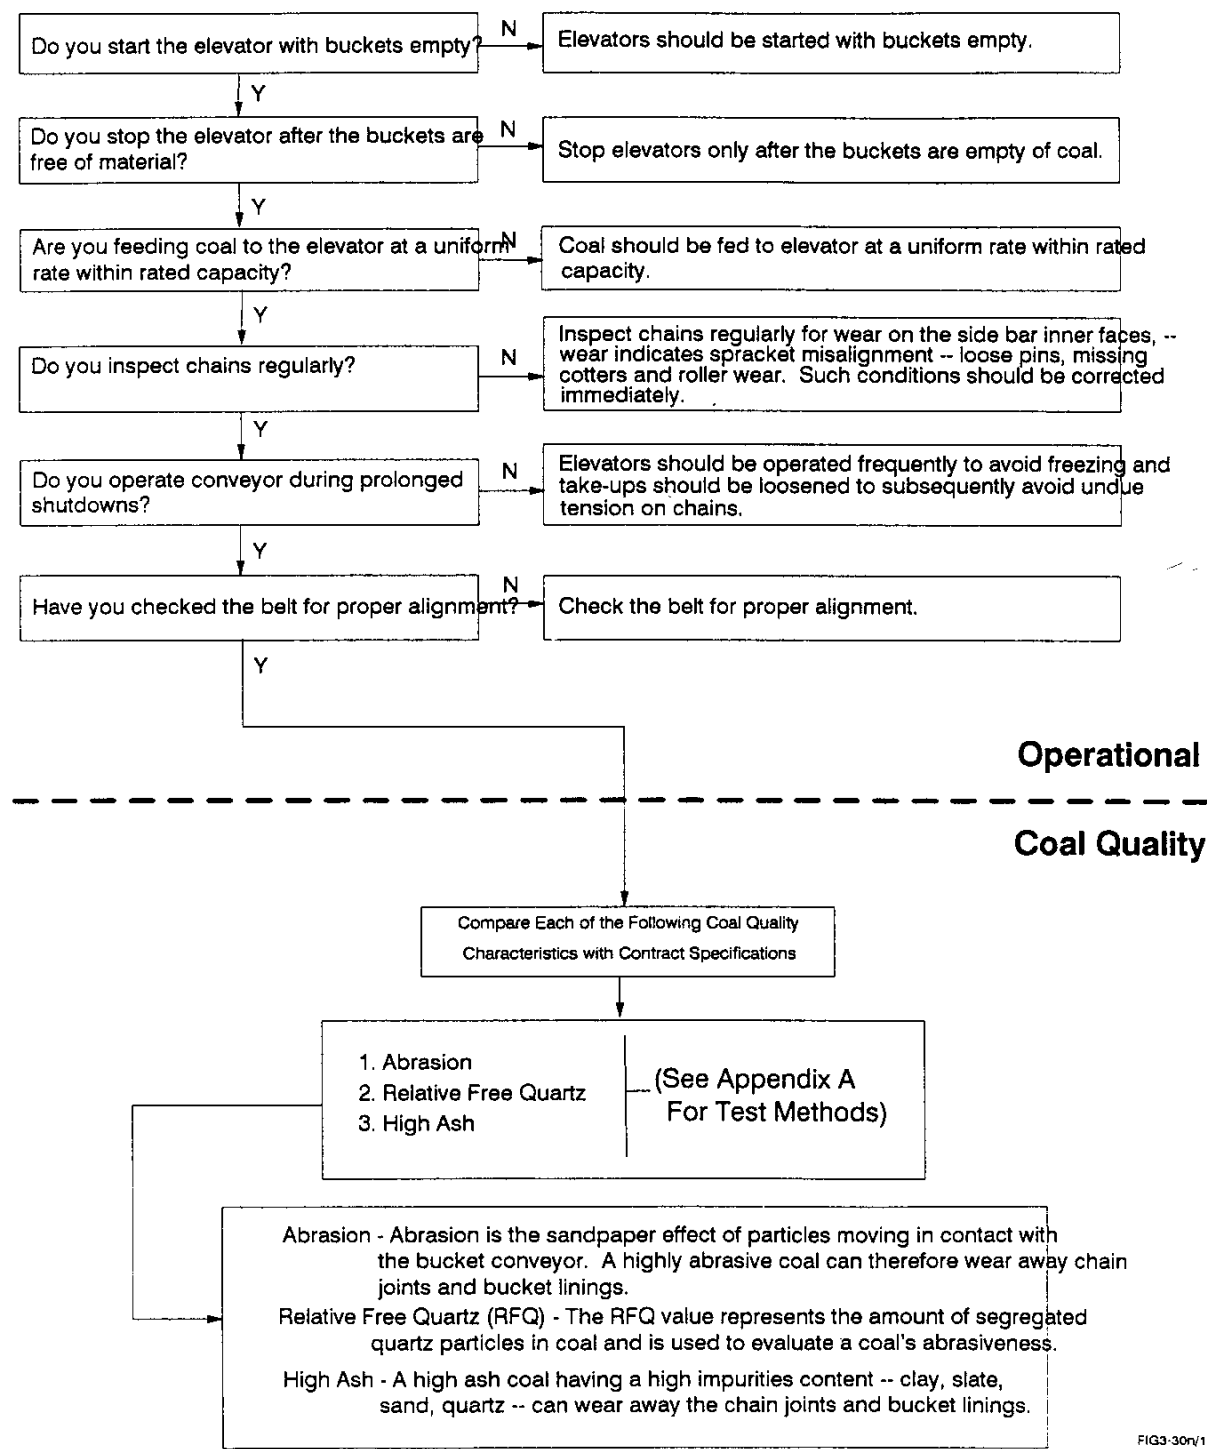 Do you start the elevator with buckets empty?
N
Elevators should be started with buckets empty.
Y
Do you stop the elevator after the buckets are
free of material?
N
Stop elevators only after the buckets are empty of coal.
Y
Are you feeding coal to the elevator at a uniform
rate within rated capacity?
N
Coal should be fed to elevator at a uniform rate within rated
capacity.
Y
Do you inspect chains regularly?
N
Inspect chains regularly for wear on the side bar inner faces, --
wear indicates spracket misalignment -- loose pins, missing
cotters and roller wear. Such conditions should be corrected
immediately.
Y
Do you operate conveyor during prolonged
shutdowns?
N
Elevators should be operated frequently to avoid freezing and
take-ups should be loosened to subsequently avoid undue
tension on chains.
Y
Have you checked the belt for proper alignment?
N
Check the belt for proper alignment.
Y
Operational
Coal Quality
Compare Each of the Following Coal Quality
Characteristics with Contract Specifications
1. Abrasion
2. Relative Free Quartz
3. High Ash
(See Appendix A
For Test Methods)
Abrasion - Abrasion is the sandpaper effect of particles moving in contact with
the bucket conveyor. A highly abrasive coal can therefore wear away chain
joints and bucket linings.
Relative Free Quartz (RFQ) - The RFQ value represents the amount of segregated
quartz particles in coal and is used to evaluate a coal's abrasiveness.
High Ash - A high ash coal having a high impurities content -- clay, slate,
sand, quartz -- can wear away the chain joints and bucket linings.
FIG3-30n/1